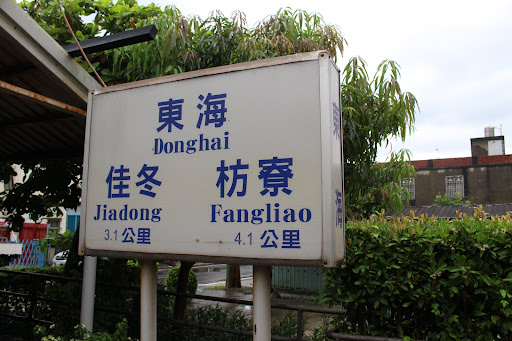 東海
Donghai
佳冬 枋寮
Jiadong Fangliao
3.1 公里 4.1 公里